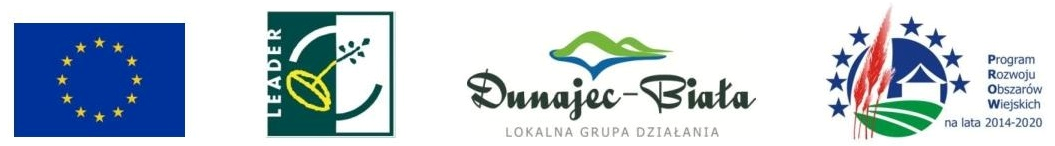 LEADER
Dunajec-Biała
LOKALNA GRUPA DZIAŁANIA
Program
Rozwoju
Obszarów
Wiejskich
na lata 2014-2020